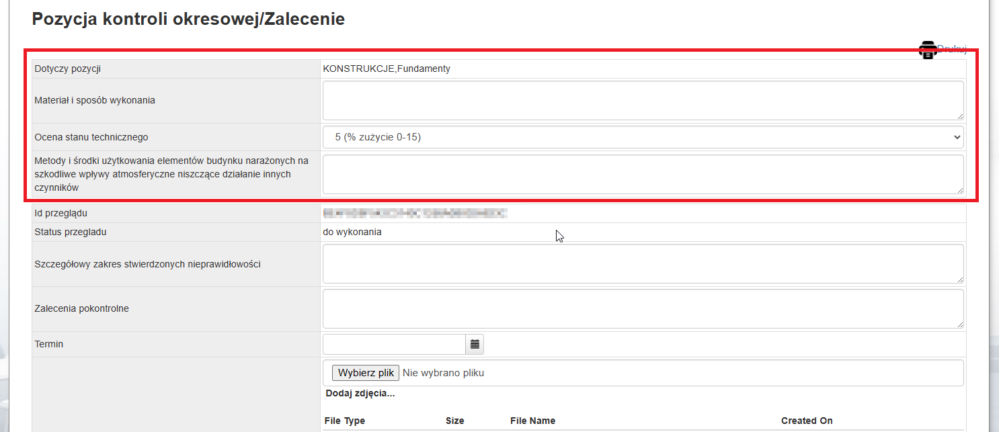 Pozycja kontroli okresowej/Zalecenie
Drukuj
Dotyczy pozycji KONSTRUKCJE,Fundamenty
Materiał i sposób wykonania
Ocena stanu technicznego 5 (% zużycie 0-15)
Metody i środki użytkowania elementów budynku narażonych na
szkodliwe wpływy atmosferyczne niszczące działanie innych
czynników
Id przeglądu
Status przegladu do wykonania
Szczegółowy zakres stwierdzonych nieprawidłowości
Zalecenia pokontrolne
Termin
Wybierz plik Nie wybrano pliku
Dodaj zdjęcia...
File Type Size File Name Created On